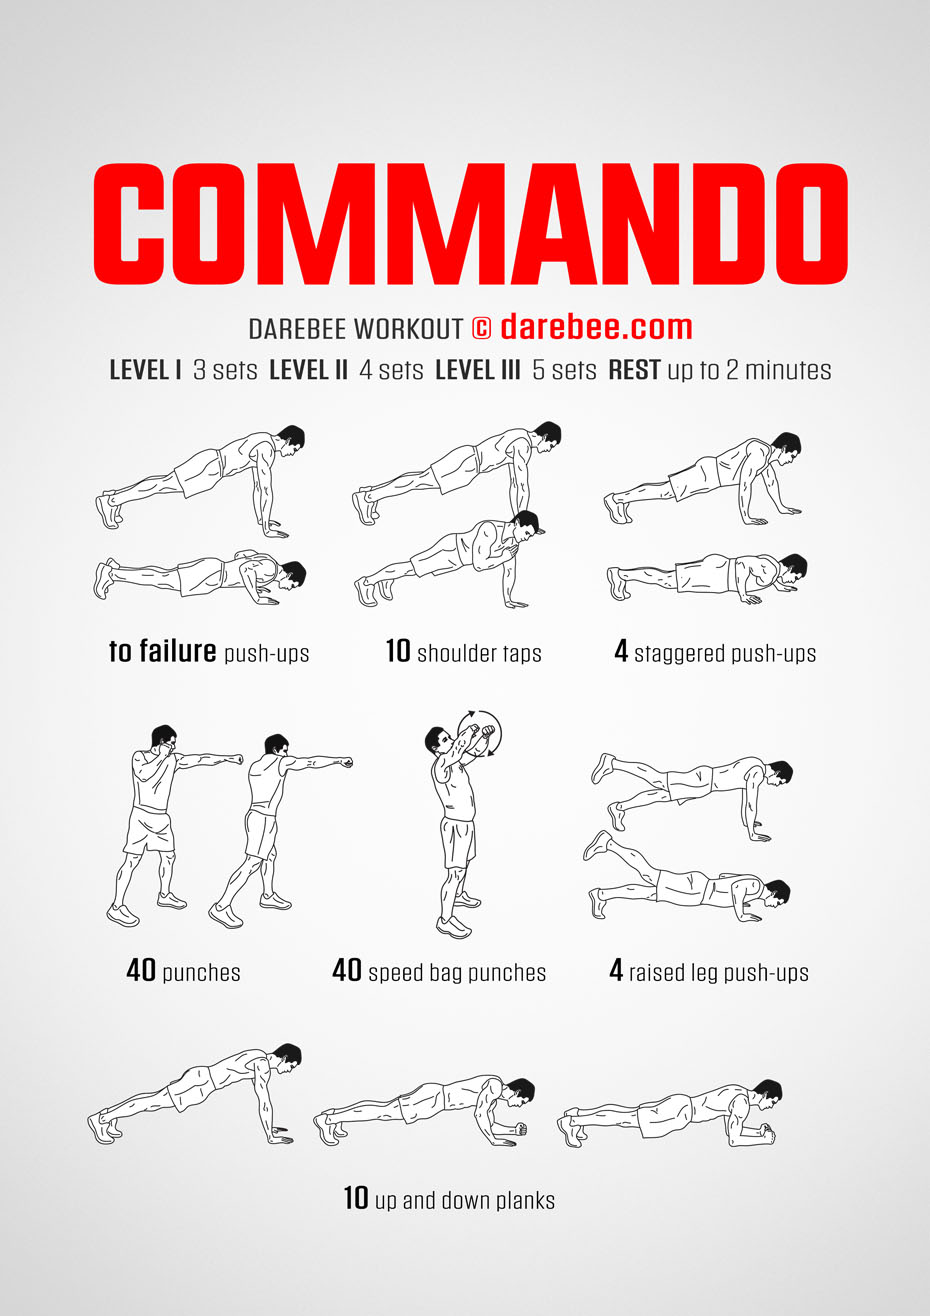 COMMANDO
DAREBEE WORKOUT © darebee.com
LEVEL I 3 sets LEVEL II 4 sets LEVEL III 5 sets REST up to 2 minutes
to failure push-ups
10 shoulder taps
4 staggered push-ups
40 punches
40 speed bag punches
4 raised leg push-ups
10 up and down planks